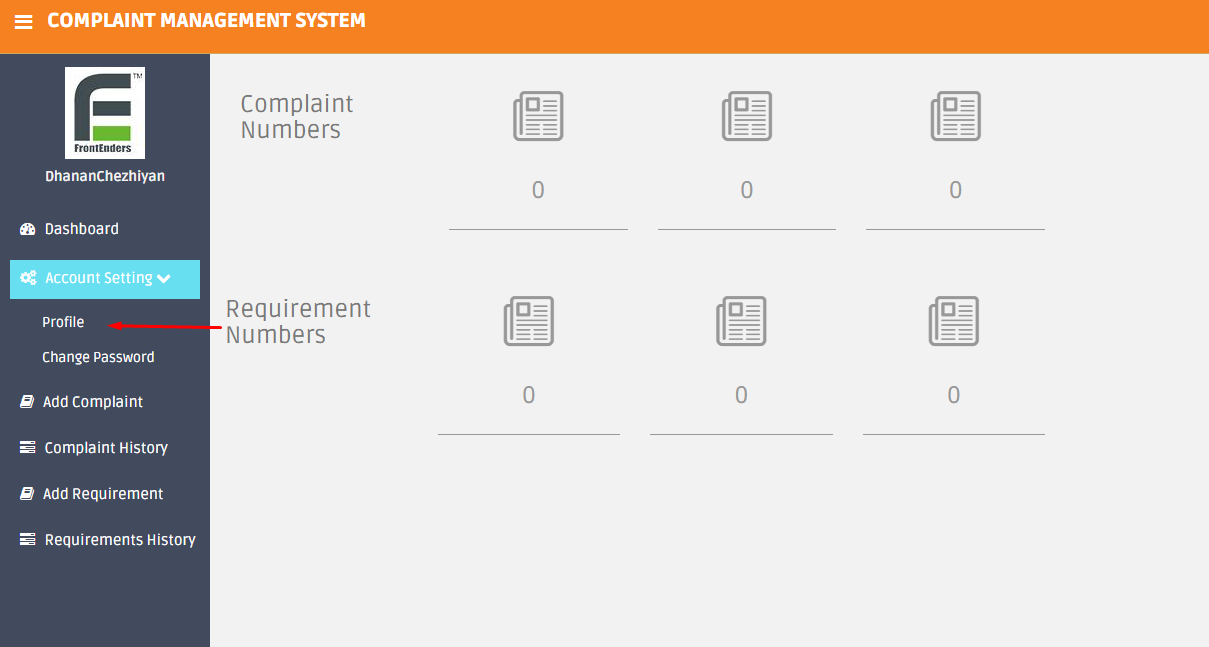 COMPLAINT MANAGEMENT SYSTEM
TM
FrontEnders
DhananChezhiyan
Dashboard
Account Setting
Profile
Change Password
Add Complaint
Complaint History
Add Requirement
Requirements History
Complaint
Numbers
0
0
0
Requirement
Numbers
0
0
0